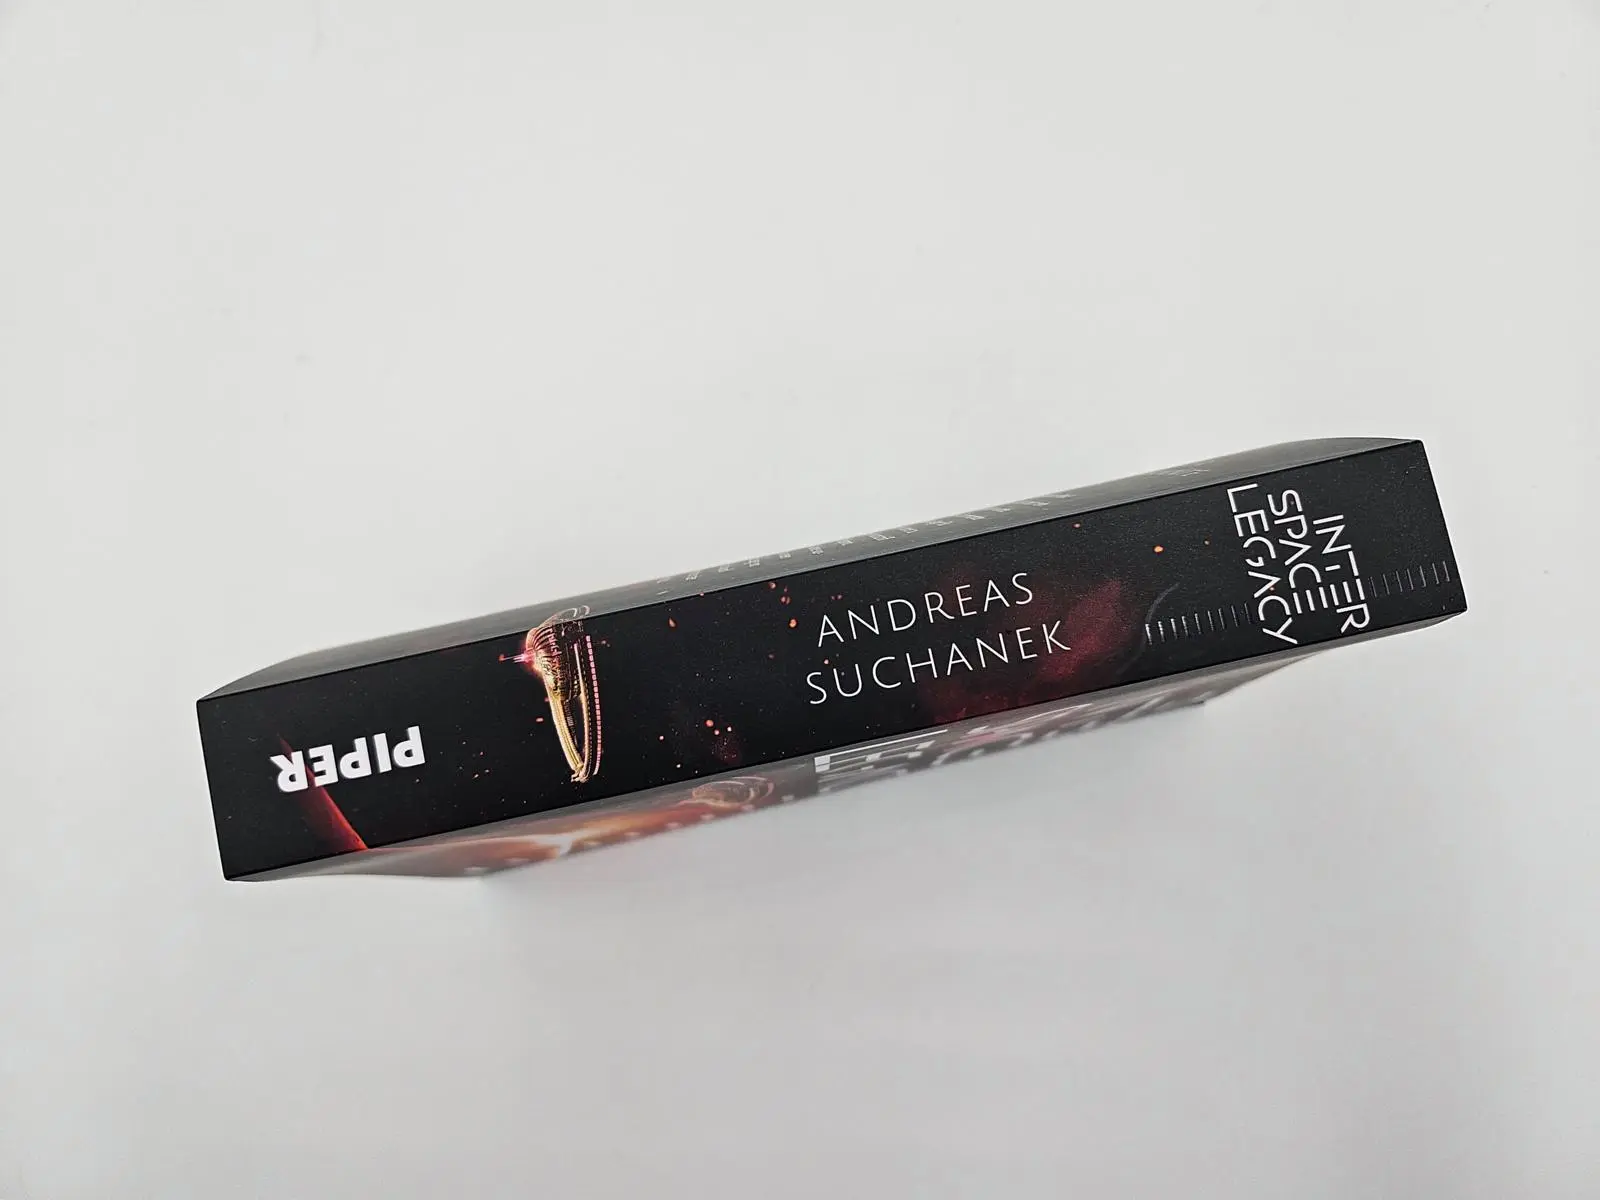 INTER
SPACE
LEGACY
ANDREAS
SUCHANEK
PIPER